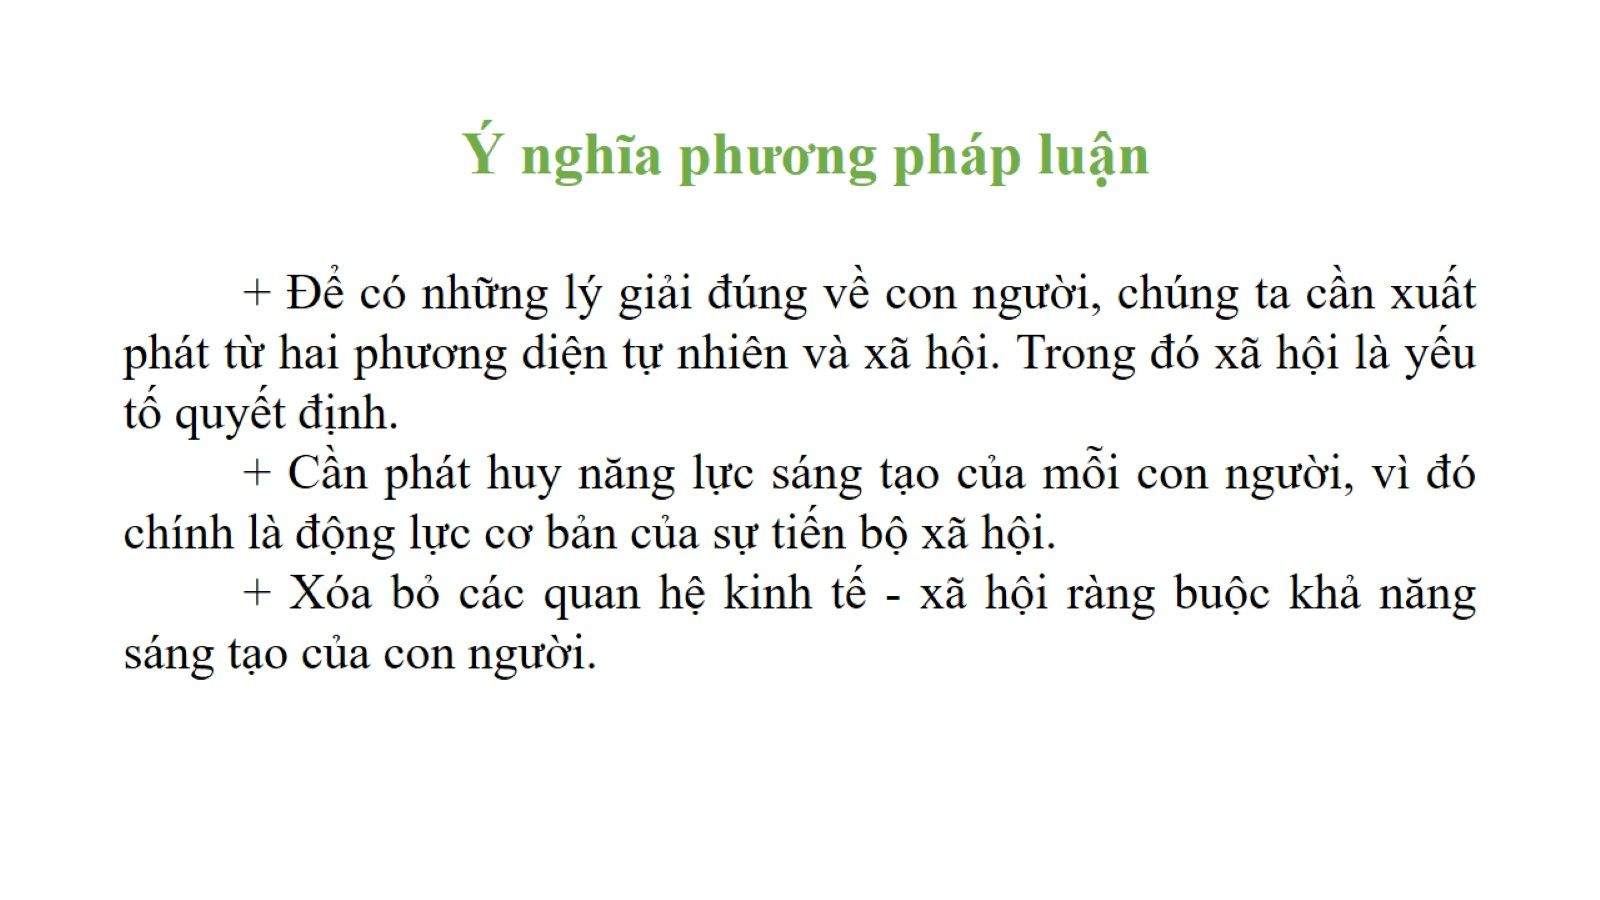 Ý nghĩa phương pháp luận
+ Để có những lý giải đúng về con người, chúng ta cần xuất
phát từ hai phương diện tự nhiên và xã hội. Trong đó xã hội là yếu
tố quyết định.
+ Cần phát huy năng lực sáng tạo của mỗi con người, vì đó
chính là động lực cơ bản của sự tiến bộ xã hội.
+ Xóa bỏ các quan hệ kinh tế - xã hội ràng buộc khả năng
sáng tạo của con người.